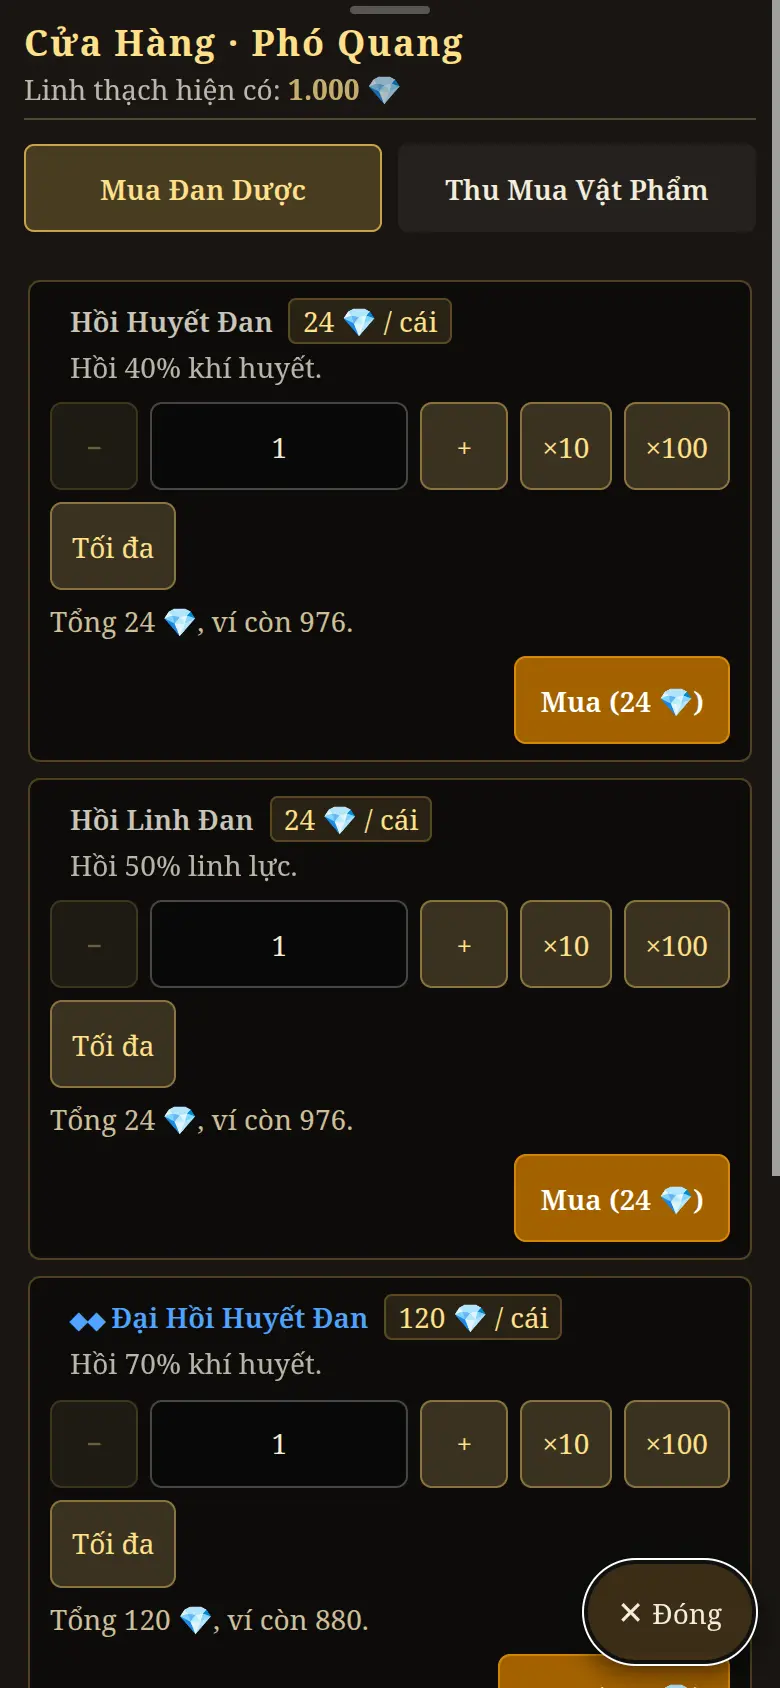 Cửa Hàng · Phó Quang
Linh thạch hiện có: 1.000 💎
Mua Đan Dược
Thu Mua Vật Phẩm
Hồi Huyết Đan 24 💎 / cái
Hồi 40% khí huyết.
− 1 + ×10 ×100
Tối đa
Tổng 24 💎, ví còn 976.
Mua (24 💎)
Hồi Linh Đan 24 💎 / cái
Hồi 50% linh lực.
− 1 + ×10 ×100
Tối đa
Tổng 24 💎, ví còn 976.
Mua (24 💎)
◆◆ Đại Hồi Huyết Đan 120 💎 / cái
Hồi 70% khí huyết.
− 1 + ×10 ×100
Tối đa
Tổng 120 💎, ví còn 880.
✕ Đóng